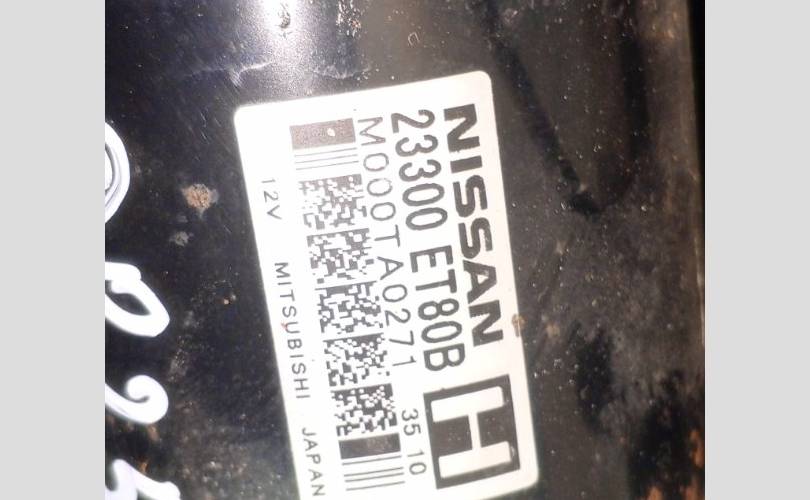 NISSAN H
23300 ET80B
M000TA0271 35 10
12V MITSUBISHI JAPAN